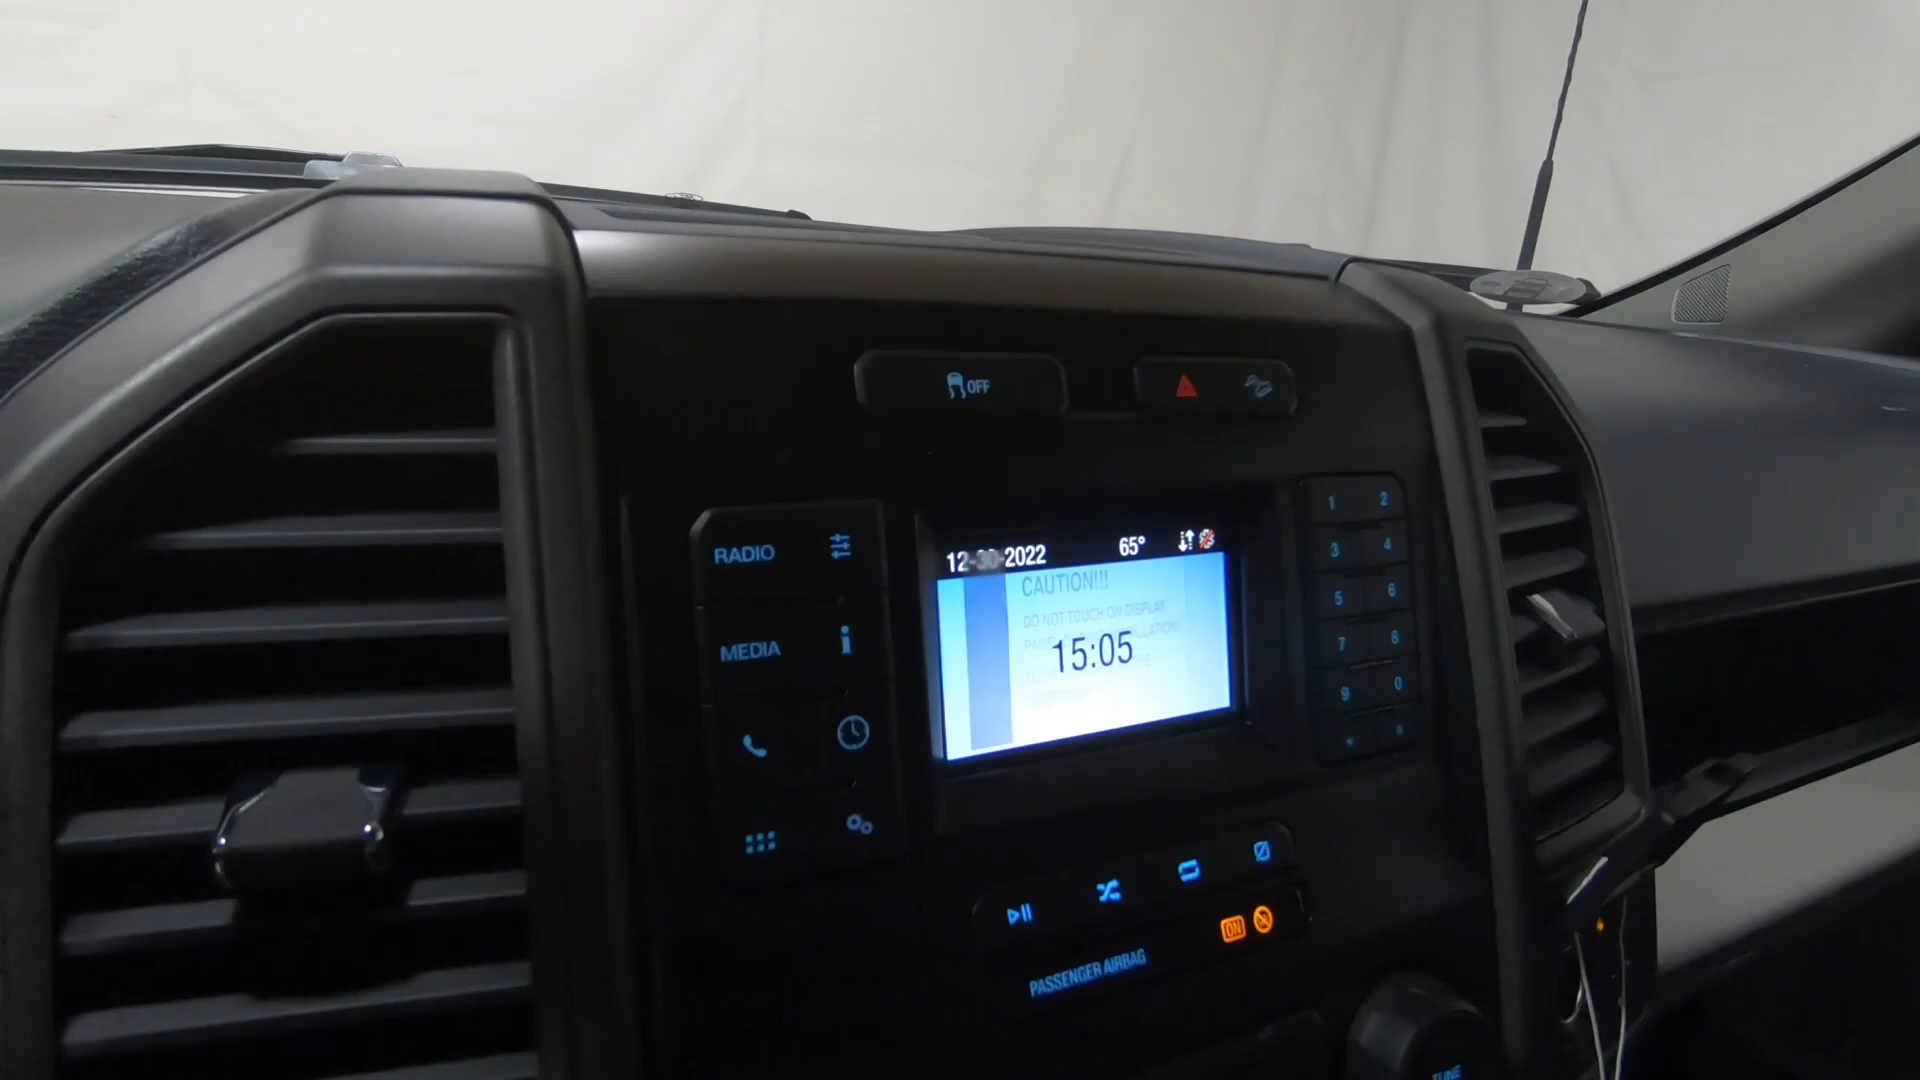 OFF
RADIO
MEDIA
12-30-2022 65°
CAUTION!!!
DO NOT TOUCH ON DISPLAY
15:05
1 2
3 4
5 6
7 8
9 0
*
ON
PASSENGER AIRBAG
TUNE